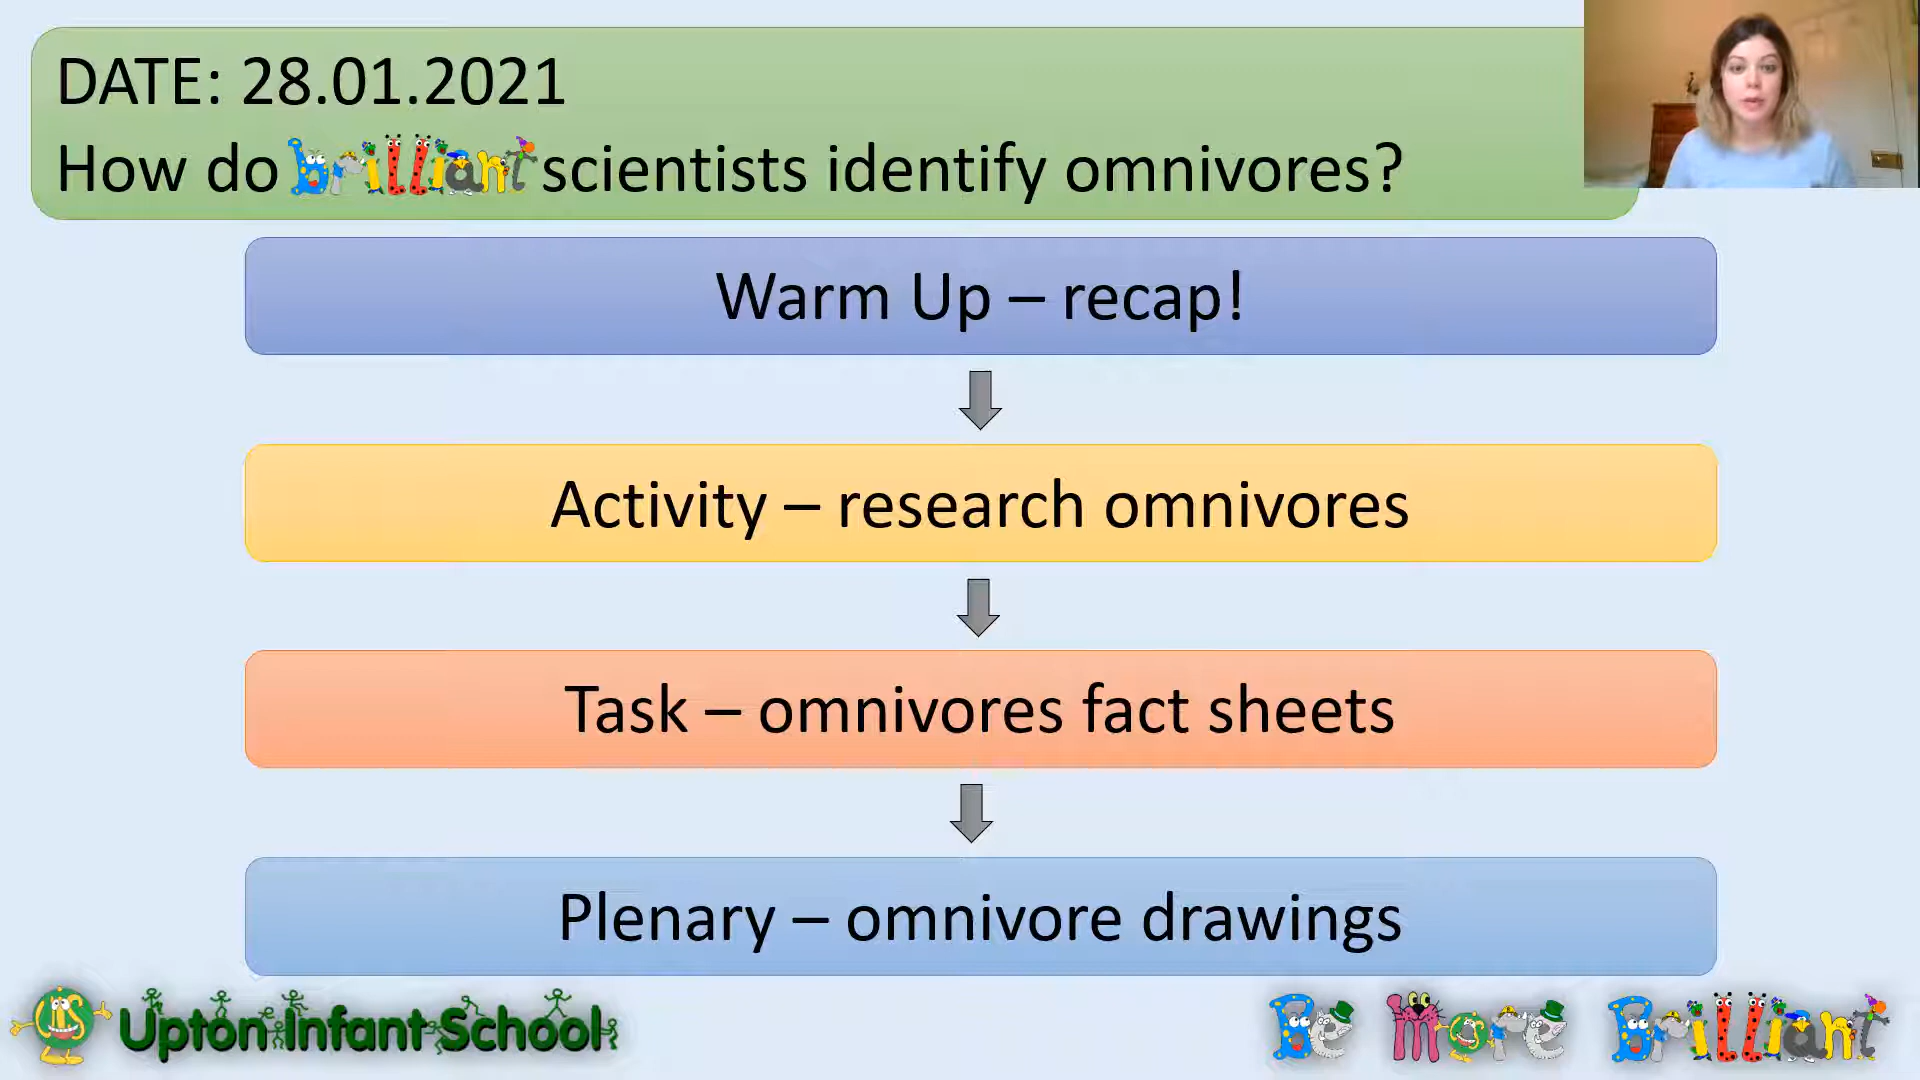 DATE: 28.01.2021
How do brilliant scientists identify omnivores?
Warm Up – recap!
Activity – research omnivores
Task – omnivores fact sheets
Plenary – omnivore drawings
UIS Upton Infant School
Be More Brilliant